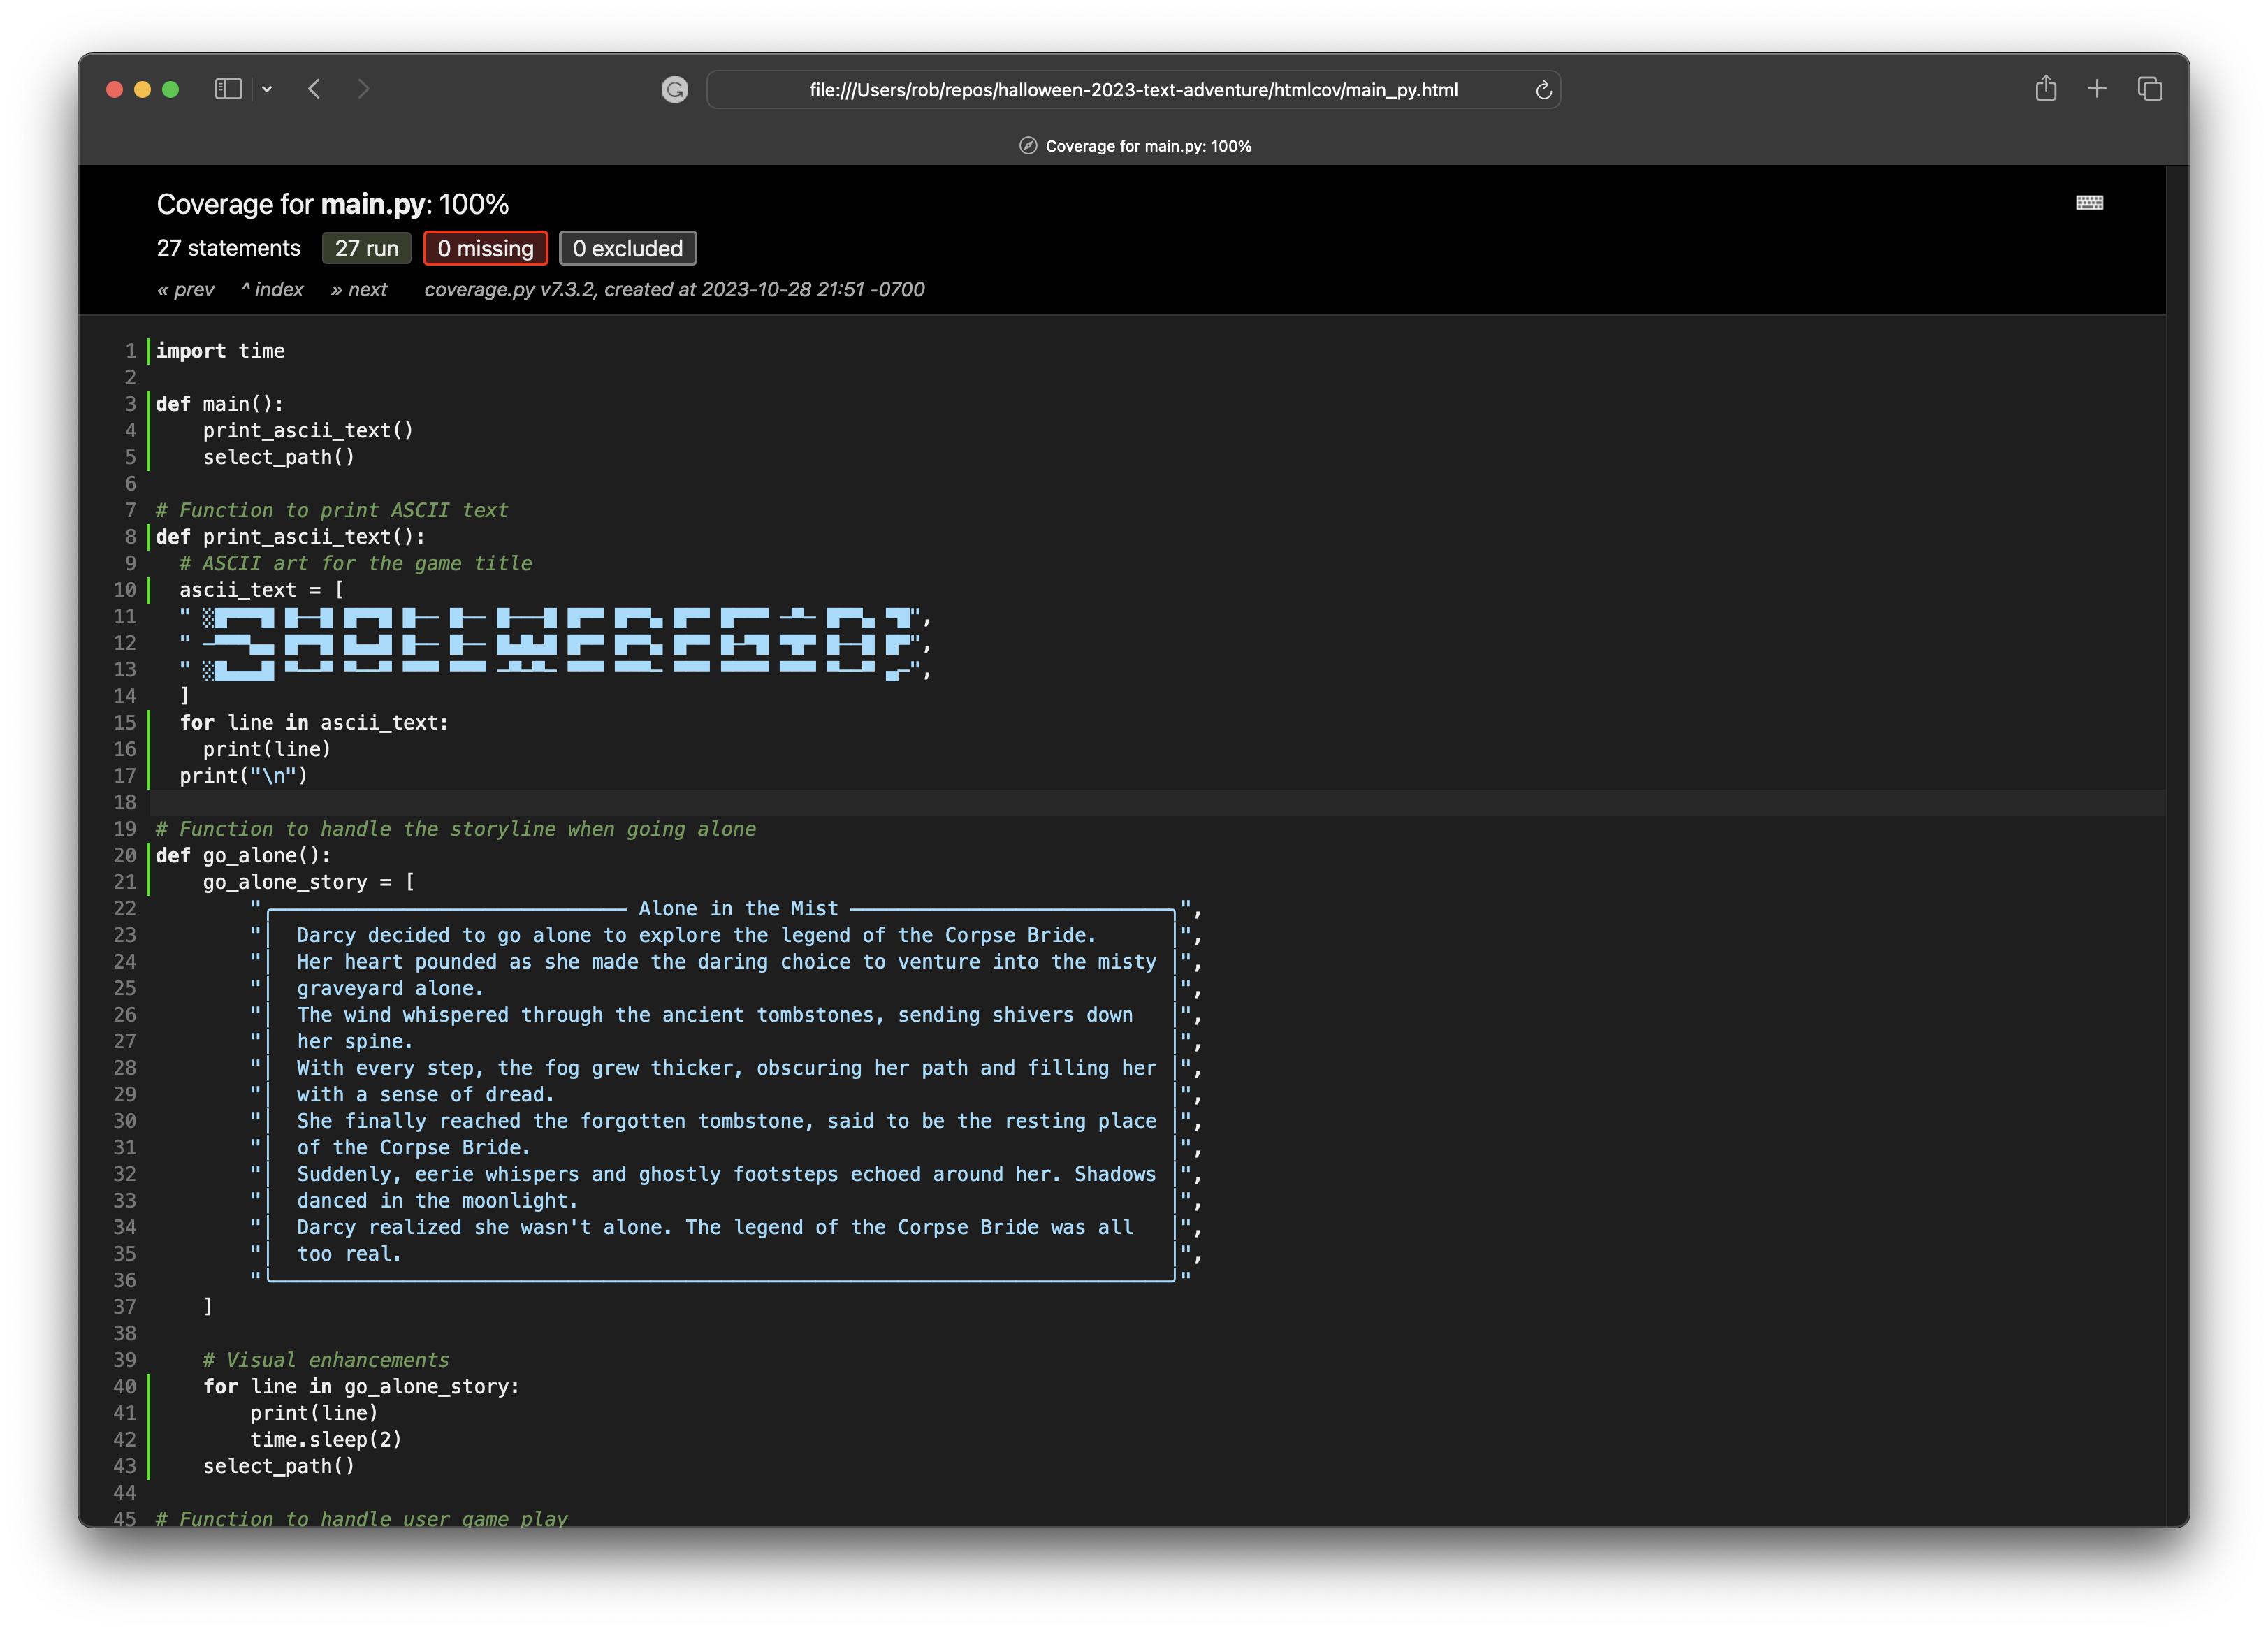 file:///Users/rob/repos/halloween-2023-text-adventure/htmlcov/main_py.html
Coverage for main.py: 100%
Coverage for main.py: 100%
27 statements 27 run 0 missing 0 excluded
« prev ^ index » next coverage.py v7.3.2, created at 2023-10-28 21:51 -0700
1 import time
2
3 def main():
4     print_ascii_text()
5     select_path()
6
7 # Function to print ASCII text
8 def print_ascii_text():
9   # ASCII art for the game title
10   ascii_text = [
11
12
13
14   ]
15   for line in ascii_text:
16     print(line)
17   print("\n")
18
19 # Function to handle the storyline when going alone
20 def go_alone():
21     go_alone_story = [
22         "╭────────────── Alone in the Mist ──────────────╮",
23         "│  Darcy decided to go alone to explore the legend of the Corpse Bride.       │",
24         "│  Her heart pounded as she made the daring choice to venture into the misty │",
25         "│  graveyard alone.                                                          │",
26         "│  The wind whispered through the ancient tombstones, sending shivers down   │",
27         "│  her spine.                                                                │",
28         "│  With every step, the fog grew thicker, obscuring her path and filling her │",
29         "│  with a sense of dread.                                                    │",
30         "│  She finally reached the forgotten tombstone, said to be the resting place │",
31         "│  of the Corpse Bride.                                                      │",
32         "│  Suddenly, eerie whispers and ghostly footsteps echoed around her. Shadows │",
33         "│  danced in the moonlight.                                                  │",
34         "│  Darcy realized she wasn't alone. The legend of the Corpse Bride was all   │",
35         "│  too real.                                                                 │",
36         "╰──────────────────────────────────────────────╯"
37     ]
38
39     # Visual enhancements
40     for line in go_alone_story:
41         print(line)
42         time.sleep(2)
43     select_path()
44
45 # Function to handle user game play